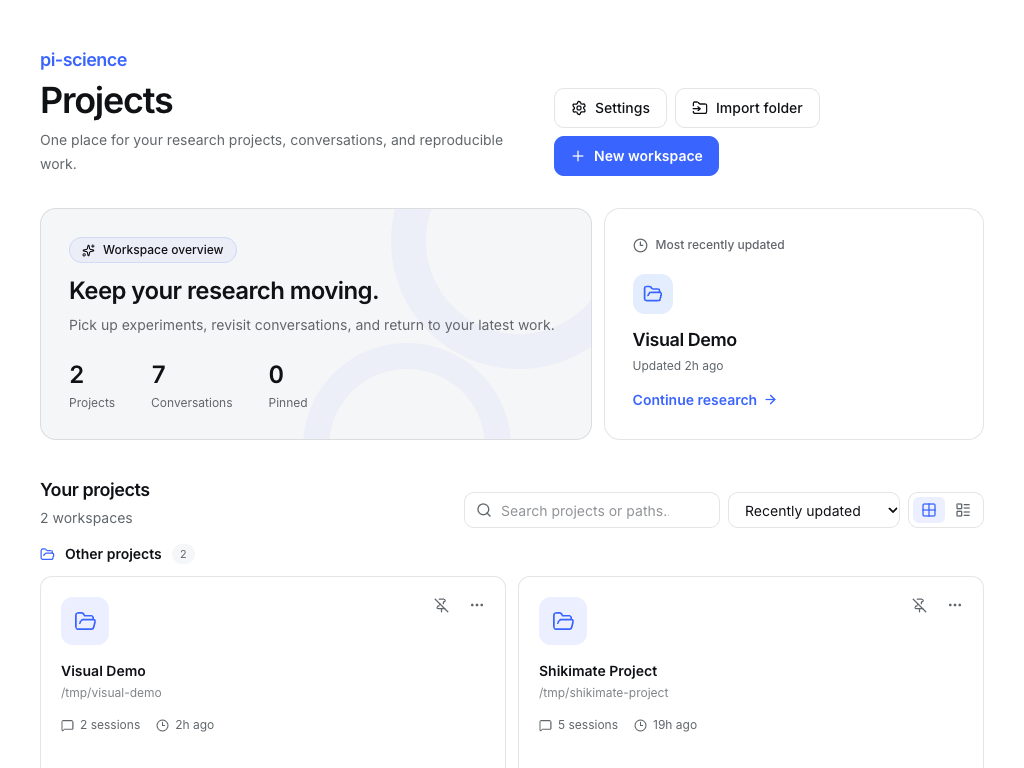 pi-science
Projects
One place for your research projects, conversations, and reproducible
work.
Settings
Import folder
New workspace
Workspace overview
Keep your research moving.
Pick up experiments, revisit conversations, and return to your latest work.
2
7
0
Projects
Conversations
Pinned
Most recently updated
Visual Demo
Updated 2h ago
Continue research
Your projects
2 workspaces
Search projects or paths..
Recently updated
Other projects
2
Visual Demo
/tmp/visual-demo
2 sessions
2h ago
Shikimate Project
/tmp/shikimate-project
5 sessions
19h ago